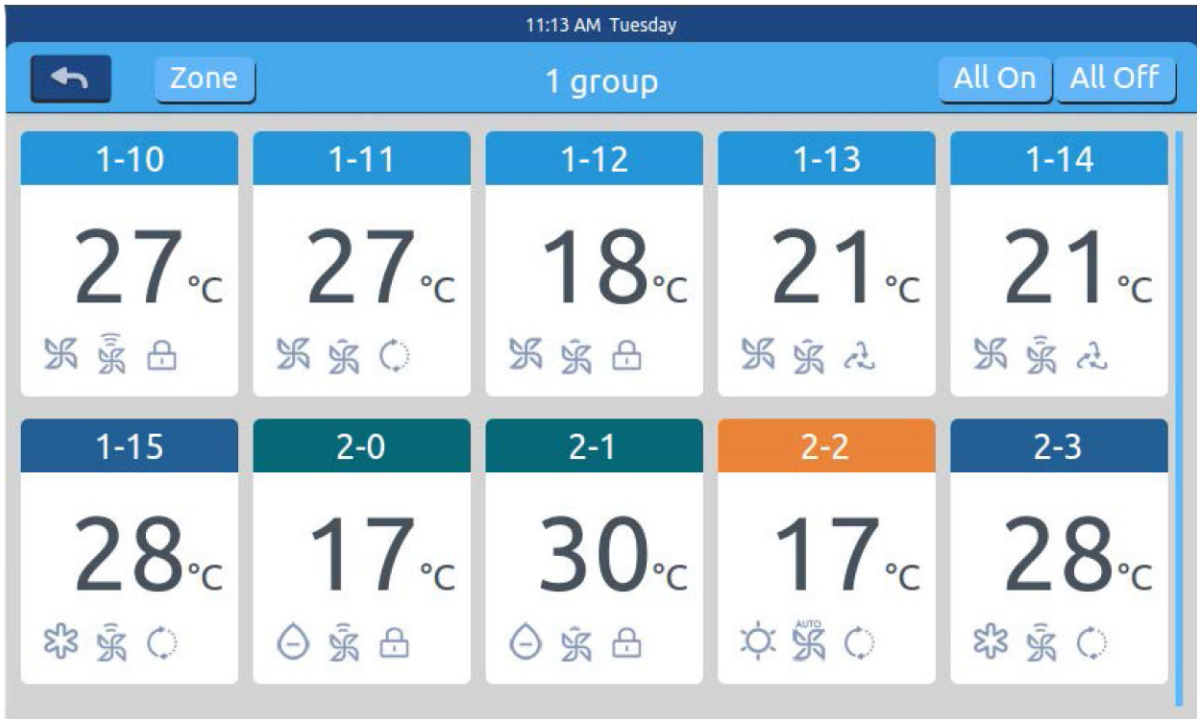 11:13 AM Tuesday
Zone 1 group All On All Off
1-10 1-11 1-12 1-13 1-14
27°C 27°C 18°C 21°C 21°C
1-15 2-0 2-1 2-2 2-3
28°C 17°C 30°C 17°C 28°C
AUTO